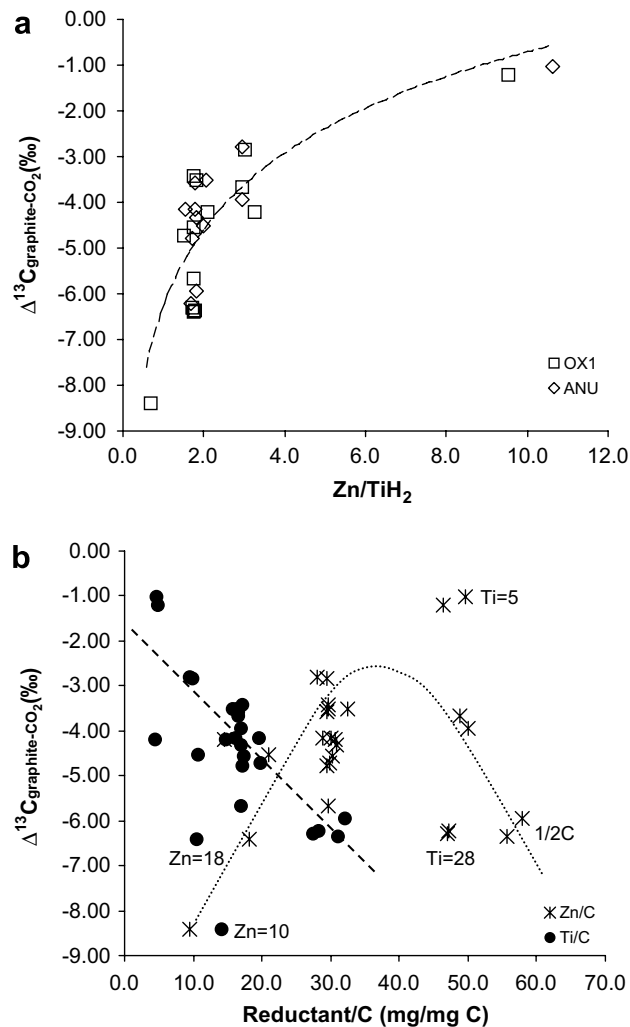 a
0.00
-1.00
-2.00
-3.00
-4.00
-5.00
-6.00
-7.00
-8.00
-9.00
Δ¹³Cgraphite-CO₂(‰)
OX1
ANU
0.0 2.0 4.0 6.0 8.0 10.0 12.0
Zn/TiH₂
b
0.00
-1.00
-2.00
-3.00
-4.00
-5.00
-6.00
-7.00
-8.00
-9.00
Δ¹³Cgraphite-CO₂(‰)
Ti=5
1/2C
Zn=18
Ti=28
Zn=10
Zn/C
Ti/C
0.0 10.0 20.0 30.0 40.0 50.0 60.0 70.0
Reductant/C (mg/mg C)